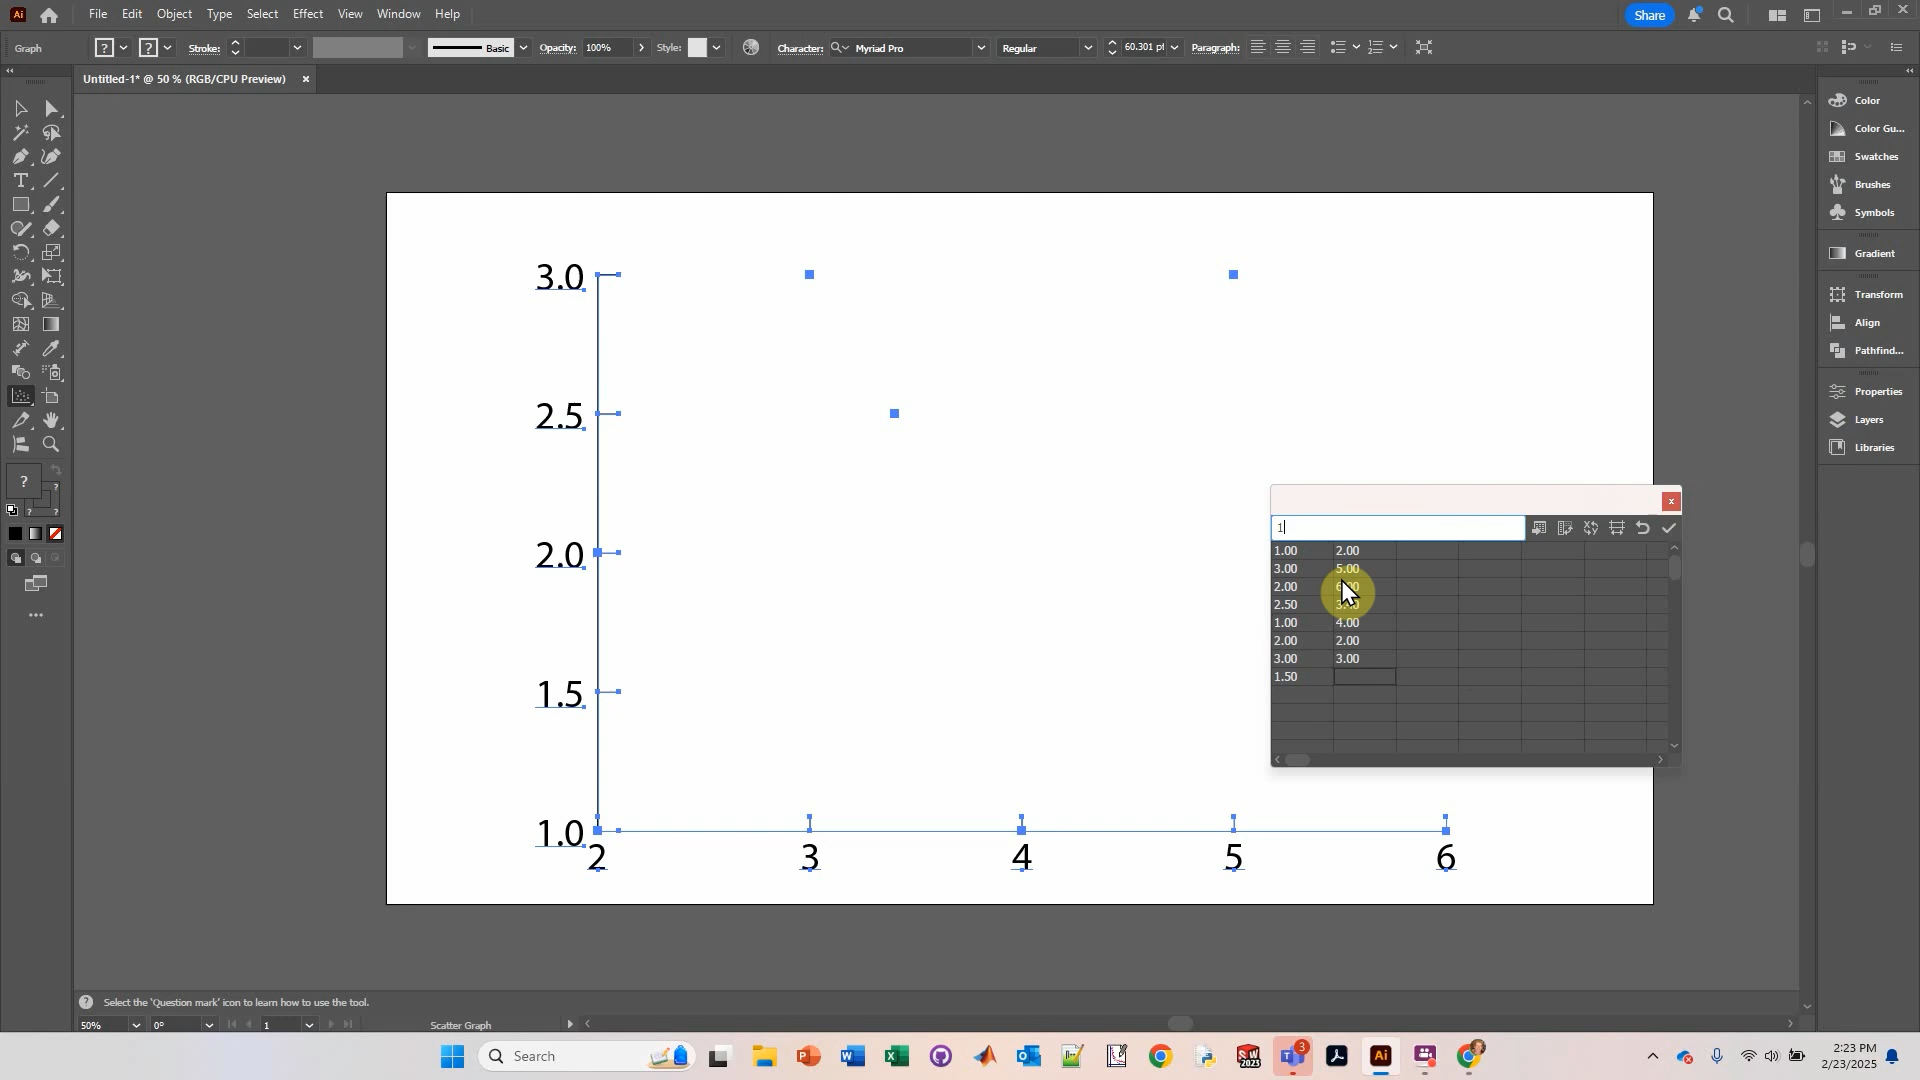 Ai File Edit Object Type Select Effect View Window Help Share
Graph ? ? Stroke: Basic Opacity: 100% Style: Character: Myriad Pro Regular 60.301 pt Paragraph:
Untitled-1* @ 50 % (RGB/CPU Preview) ×
Color
Color Gu...
Swatches
Brushes
Symbols
Gradient
Transform
Align
Pathfind...
Properties
Layers
Libraries
3.0
2.5
2.0
1.5
1.0
2 3 4 5 6
1
1.00 2.00
3.00 5.00
2.00
2.50
1.00 4.00
2.00 2.00
3.00 3.00
1.50
Select the 'Question mark' icon to learn how to use the tool.
50% 0° 1 Scatter Graph
Search
2:23 PM
2/23/2025